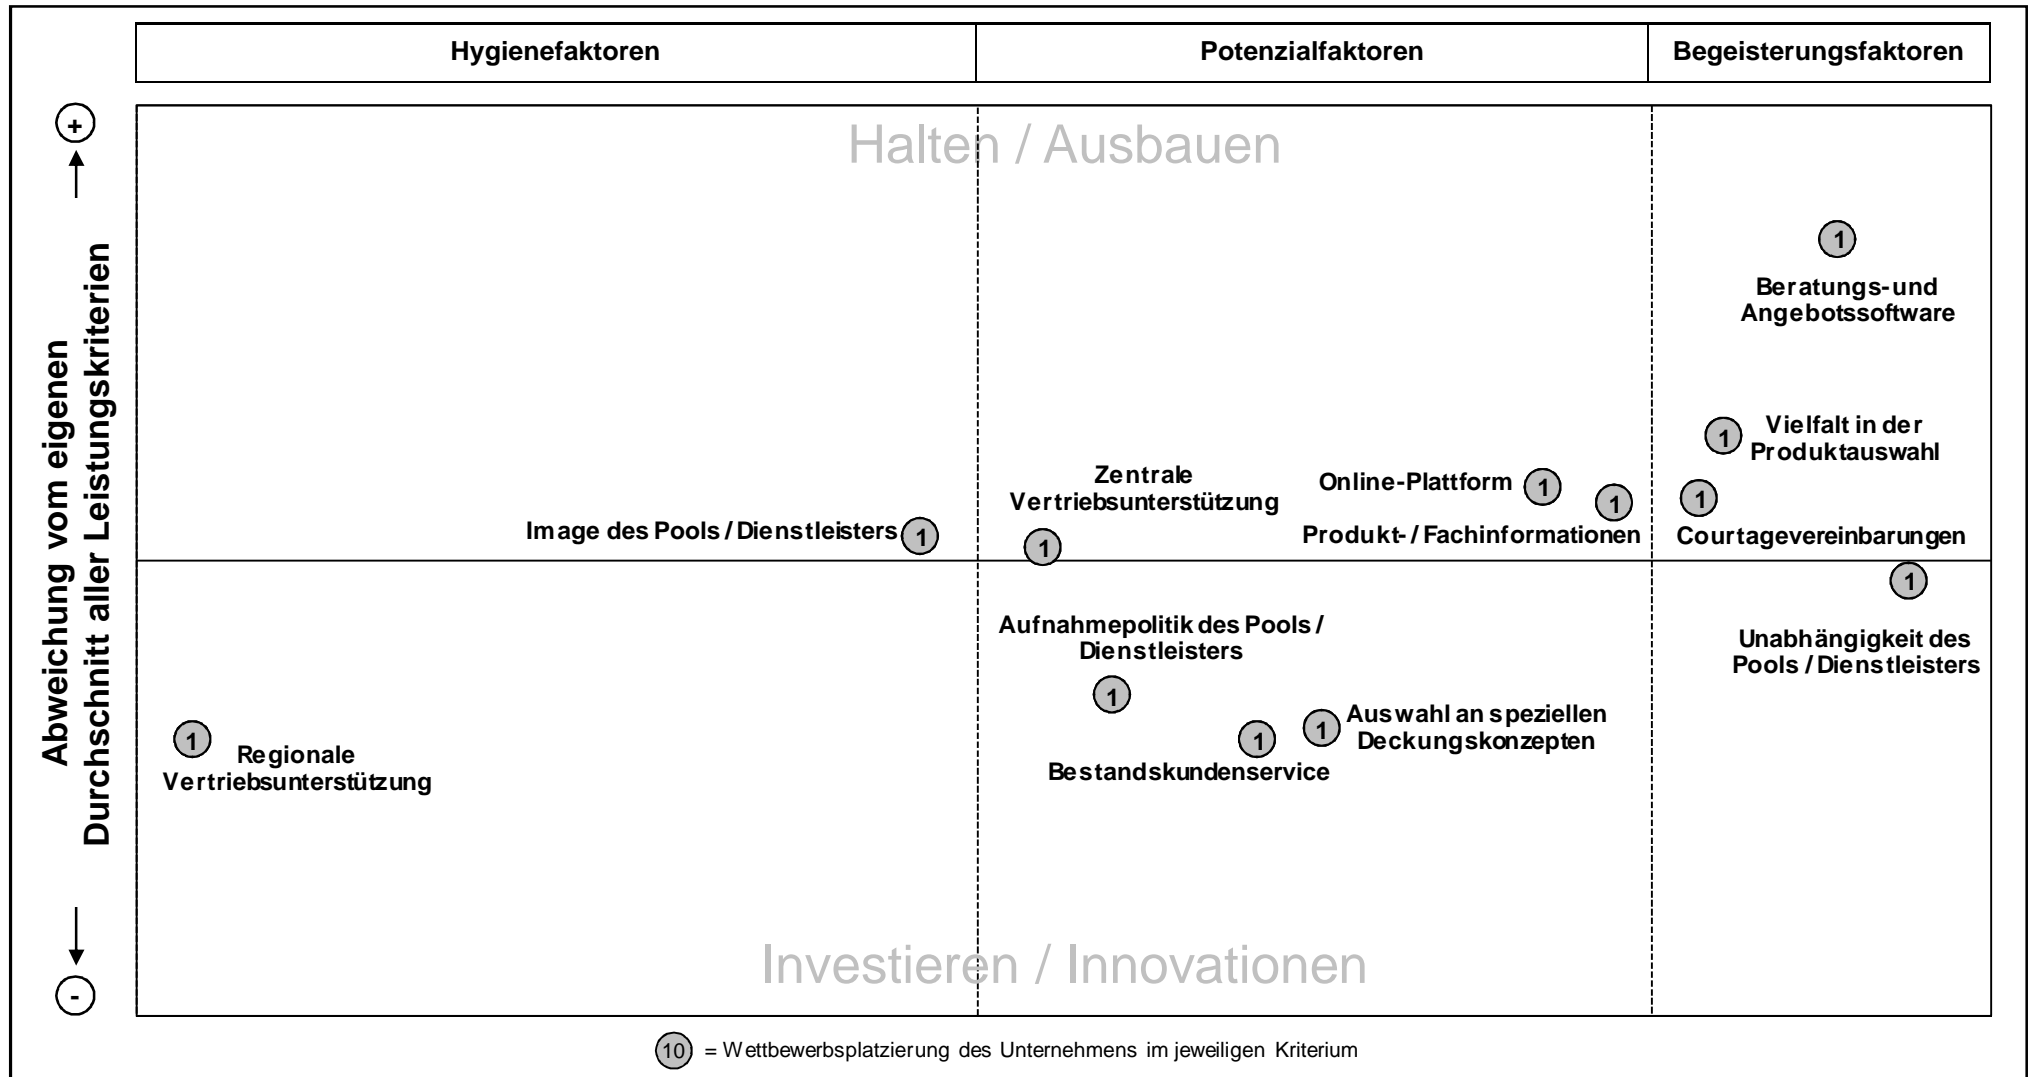 Hygienefaktoren
Potenzialfaktoren
Begeisterungsfaktoren
+
Abweichung vom eigenen
Durchschnitt aller Leistungskriterien
-
Halten / Ausbauen
1
Beratungs- und
Angebotssoftware
1
Vielfalt in der
Produktauswahl
Zentrale
Vertriebsunterstützung
1
Online-Plattform
1
1
Produkt- / Fachinformationen
1
Courtagevereinbarungen
Image des Pools / Dienstleisters
1
1
Unabhängigkeit des
Pools / Dienstleisters
Aufnahmepolitik des Pools /
Dienstleisters
1
1
Auswahl an speziellen
Deckungskonzepten
1
Bestandskundenservice
1
Regionale
Vertriebsunterstützung
Investieren / Innovationen
10 = Wettbewerbsplatzierung des Unternehmens im jeweiligen Kriterium